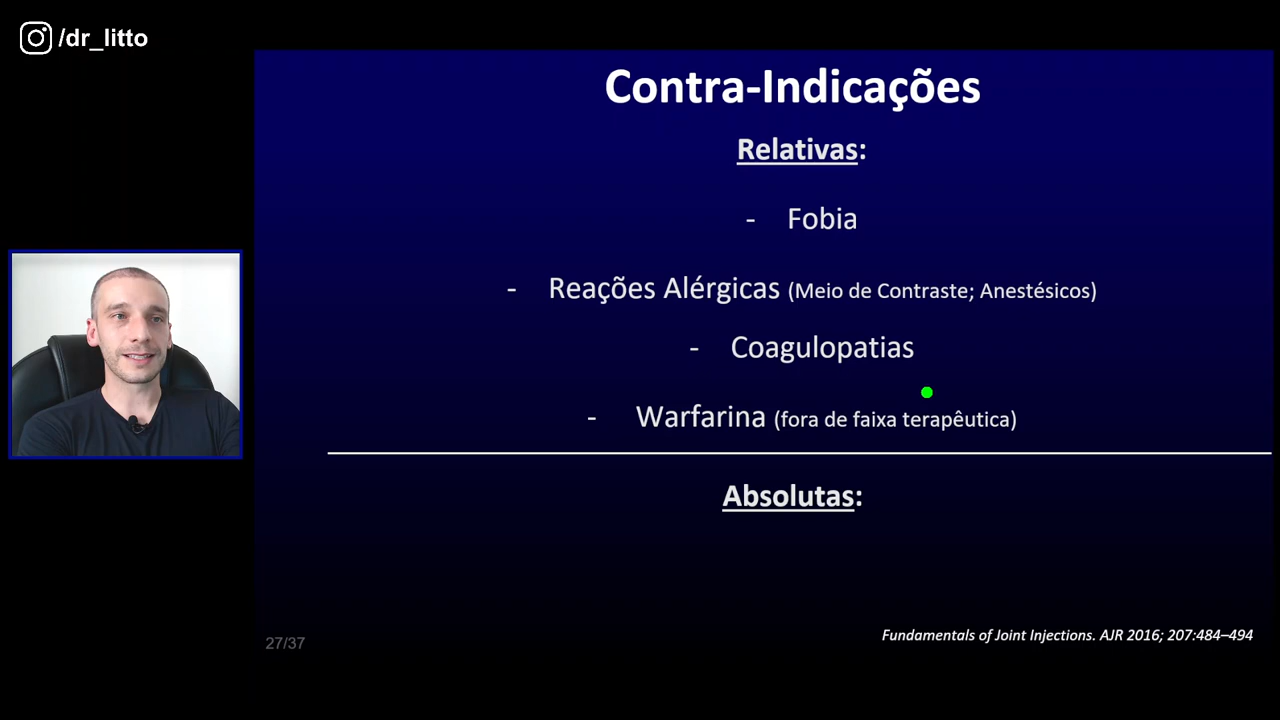 /dr_litto
Contra-Indicações
Relativas:
- Fobia
- Reações Alérgicas (Meio de Contraste; Anestésicos)
- Coagulopatias
- Warfarina (fora de faixa terapêutica)
Absolutas:
27/37
Fundamentals of Joint Injections. AJR 2016; 207:484–494